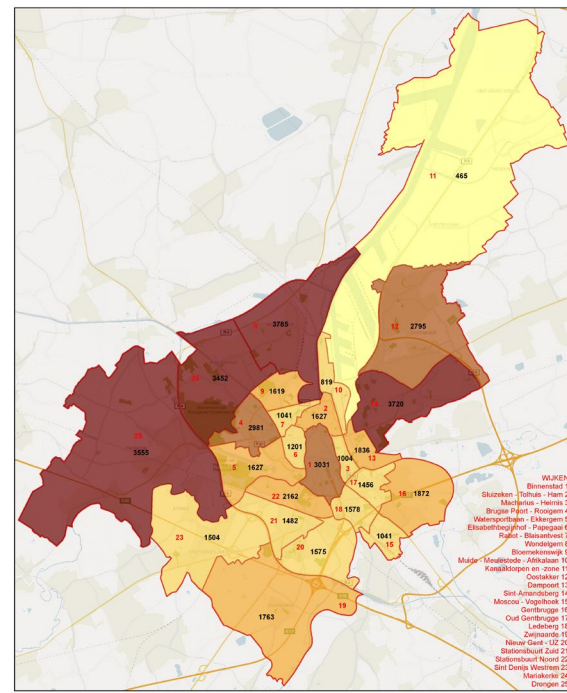 11
465
12
2795
8
3785
24
3452
14
3720
25
3555
819
10
9 1619
2
1627
1041
7
4
2981
1201
6
1
3031
1836
13
1004
3
5 1627
17
1456
16 1872
22 2162
18 1578
21 1482
1041
15
23 1504
20
1575
1763
19
WIJKEN
Binnenstad 1
Sluizeken - Tolhuis - Ham 2
Macharius - Heirnis 3
Brugse Poort - Rooigem 4
Watersportbaan - Ekkergem 5
Elisabethbegijnhof - Papegaai 6
Rabot - Blaisantvest 7
Wondelgem 8
Bloemekenswijk 9
Muide - Meulestede - Afrikalaan 10
Kanaaldorpen en -zone 11
Oostakker 12
Dampoort 13
Sint-Amandsberg 14
Moscou - Vogelhoek 15
Gentbrugge 16
Oud Gentbrugge 17
Ledeberg 18
Zwijnaarde 19
Nieuw Gent - UZ 20
Stationsbuurt Zuid 21
Stationsbuurt Noord 22
Sint Denijs Westrem 23
Mariakerke 24
Drongen 25